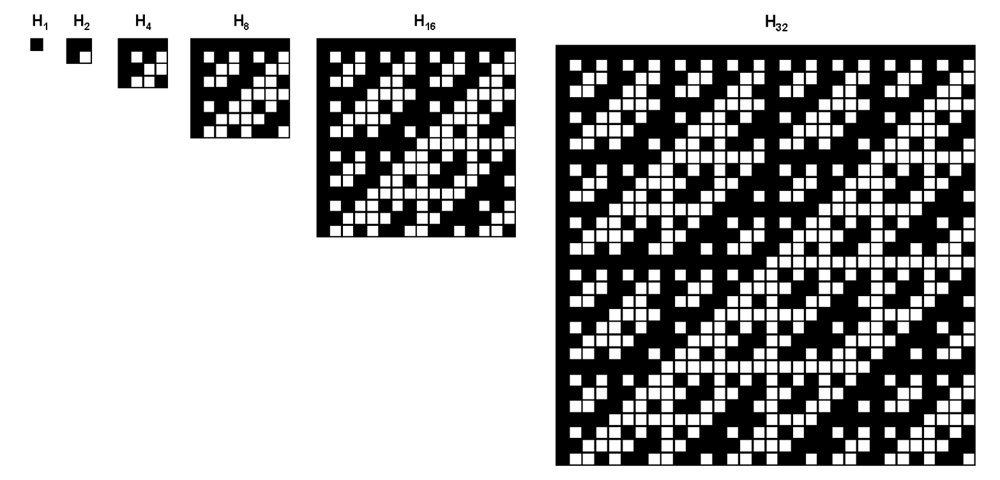 H₁ H₂ H₄ H₈ H₁₆ H₃₂